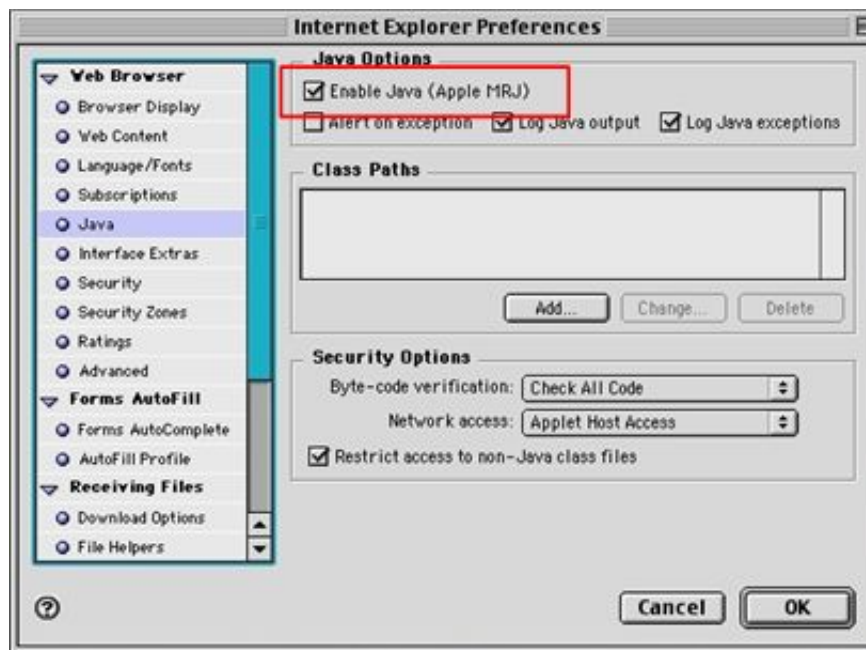 Internet Explorer Preferences
Web Browser
Browser Display
Web Content
Language/Fonts
Subscriptions
Java
Interface Extras
Security
Security Zones
Ratings
Advanced
Forms AutoFill
Forms AutoComplete
AutoFill Profile
Receiving Files
Download Options
File Helpers
Java Options
Enable Java (Apple MRJ)
Alert on exception Log Java output Log Java exceptions
Class Paths
Add... Change... Delete
Security Options
Byte-code verification: Check All Code
Network access: Applet Host Access
Restrict access to non-Java class files
? Cancel OK